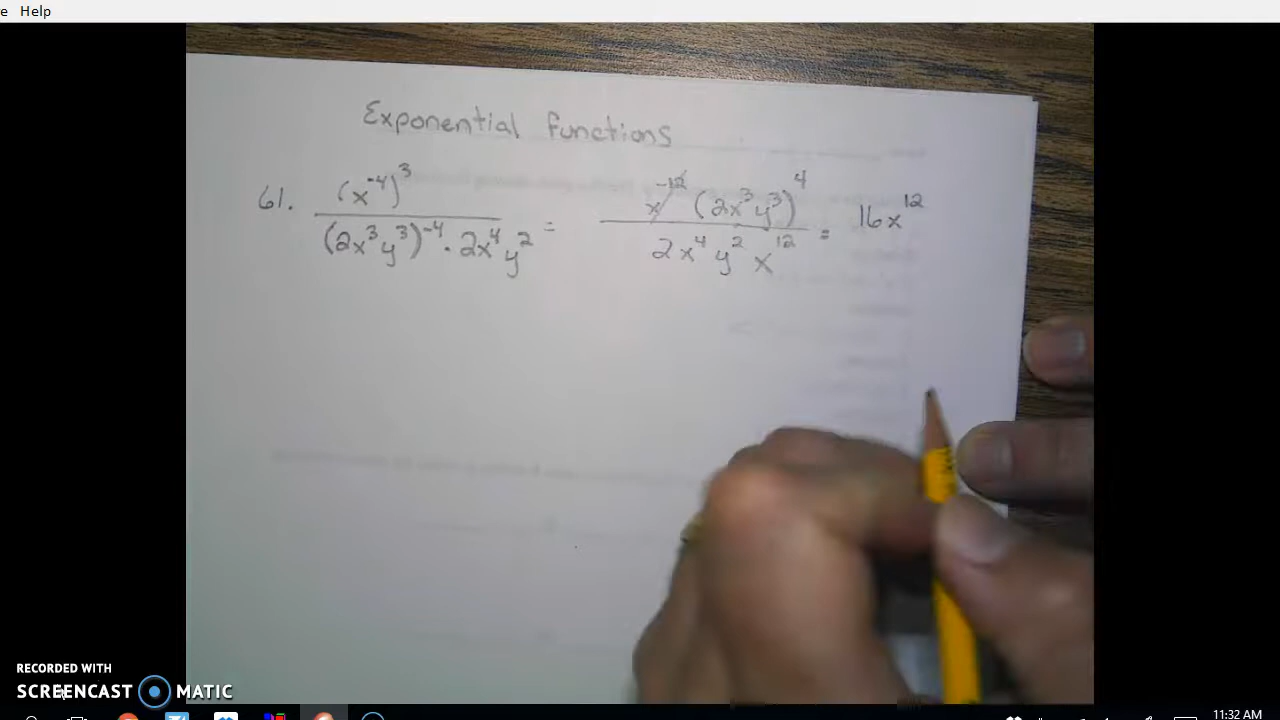 e Help
Exponential functions
61. (x^-4)^3 / (2x^3y^3)^-4 · 2x^4y^2 = x^-12 (2x^3y^3)^4 / 2x^4y^2x^12 = 16x^12
RECORDED WITH
SCREENCAST MATIC
11:32 AM